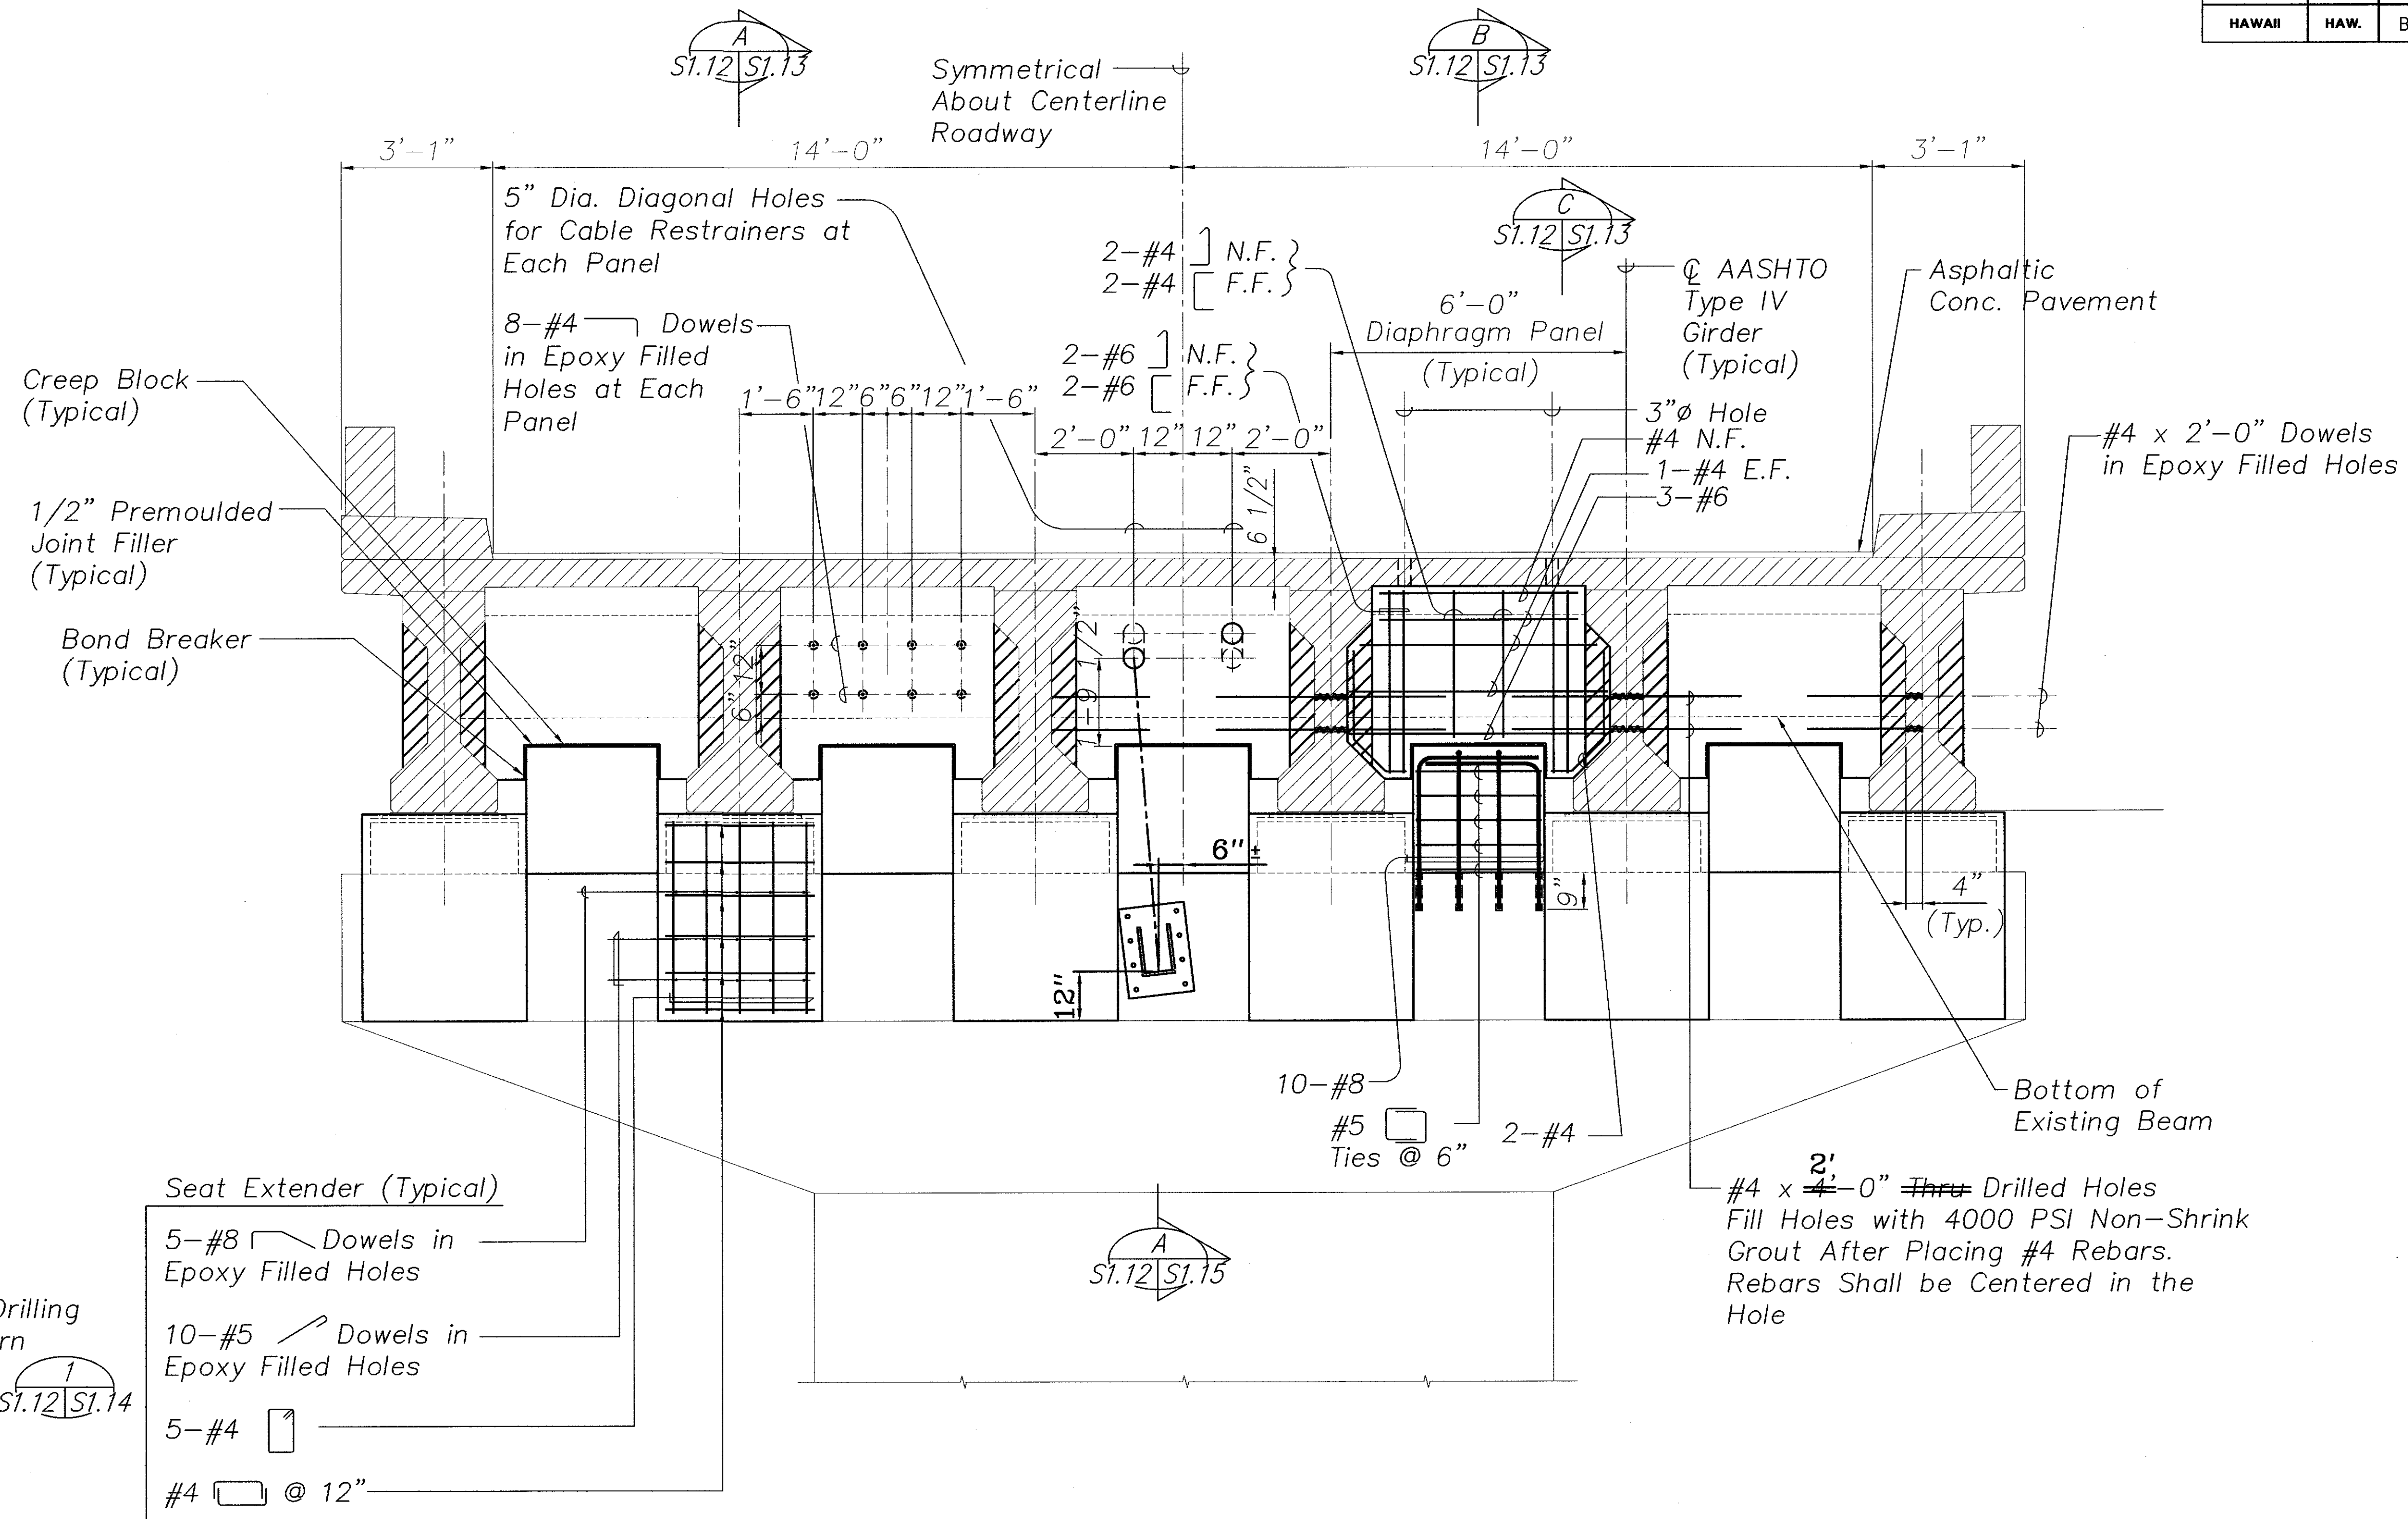 HAWAII HAW. B
A
S1.12 S1.13
B
S1.12 S1.13
Symmetrical
About Centerline
Roadway
3'-1"
14'-0"
14'-0"
3'-1"
5" Dia. Diagonal Holes
for Cable Restrainers at
Each Panel
C
S1.12 S1.13
2-#4 N.F.
2-#4 F.F.
℄ AASHTO
Type IV
Girder
(Typical)
Asphaltic
Conc. Pavement
6'-0"
Diaphragm Panel
(Typical)
8-#4 Dowels
in Epoxy Filled
Holes at Each
Panel
2-#6 N.F.
2-#6 F.F.
Creep Block
(Typical)
1'-6" 12" 6" 6" 12" 1'-6"
2'-0" 12" 12" 2'-0"
3"ø Hole
#4 N.F.
1-#4 E.F.
3-#6
#4 x 2'-0" Dowels
in Epoxy Filled Holes
6 1/2"
1/2" Premoulded
Joint Filler
(Typical)
Bond Breaker
(Typical)
12"
6"
1'-9 1/2"
6" ±
9"
4"
(Typ.)
12"
10-#8
#5
Ties @ 6"
2-#4
Bottom of
Existing Beam
2'
#4 x 4'-0" Thru Drilled Holes
Fill Holes with 4000 PSI Non-Shrink
Grout After Placing #4 Rebars.
Rebars Shall be Centered in the
Hole
Seat Extender (Typical)
5-#8 Dowels in
Epoxy Filled Holes
10-#5 Dowels in
Epoxy Filled Holes
5-#4
#4 @ 12"
A
S1.12 S1.15
Drilling
rn
1
S1.12 S1.14